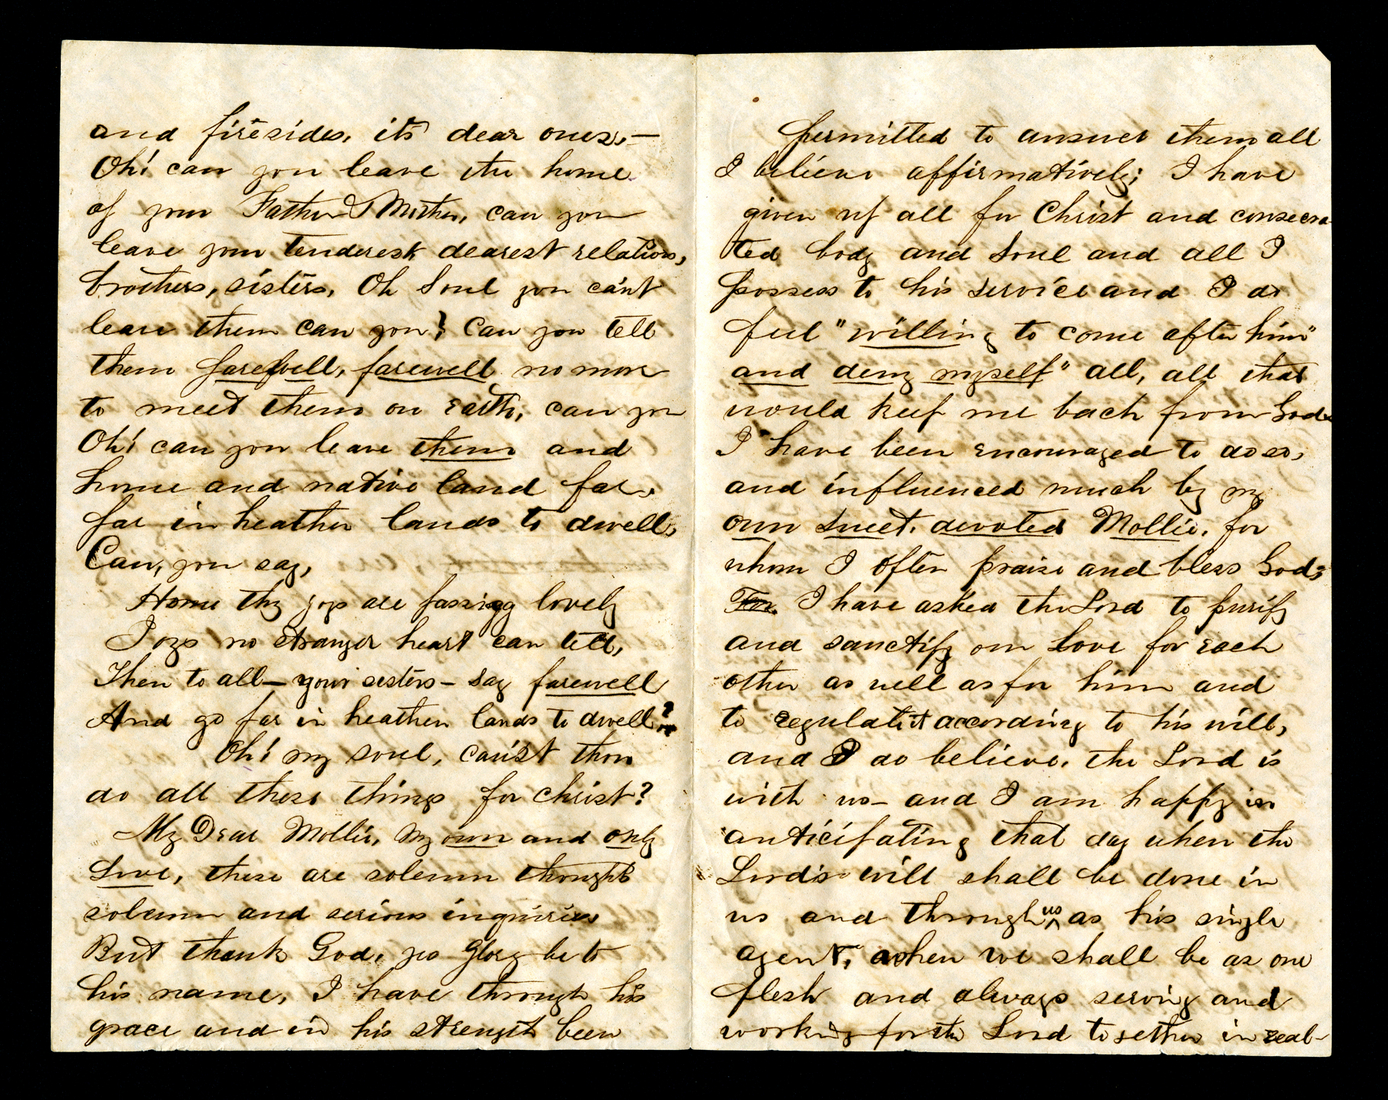 and firesides, its dear ones,—
Oh! can you leave the home
of your Father & Mother, can you
leave your tenderest dearest relations,
brothers, sisters, Oh Soul you can't
leave them can you? Can you tell
them farefell, farewell no more
to meet them on Earth, can you
Oh! can you leave them and
home and native land far,
far in heathen lands to dwell,
Can, you say,
Home thy joys are passing lovely
Joys no stranger heart can tell,
Then to all— your sisters— say farewell
And go far in heathen lands to dwell?
Oh! my soul, canst thou
do all these things for Christ?
My Dear Mollie, my own and only
Love, these are solemn thoughts
solemn and serious inquiries
But thank God, yes glory be to
his name, I have through his
grace and in his strength been
permitted to answer them all
I believe affirmatively; I have
given up all for Christ and consecra
ted body and Soul and all I
possess to his service and I do
feel "willing to come after him"
and deny myself" all, all that
would keep me back from God.
I have been encouraged to do so,
and influenced much by my
own sweet, devoted Mollie, for
whom I often praise and bless God;
For I have asked the Lord to purify
and sanctify our love for each
other as well as for him and
to regulate it according to his will,
and I do believe, the Lord is
with us— and I am happy in
anticipating that day when the
Lord's will shall be done in
us and through us as his single
agent, when we shall be as one
flesh and always serving and
working for the Lord together in real-